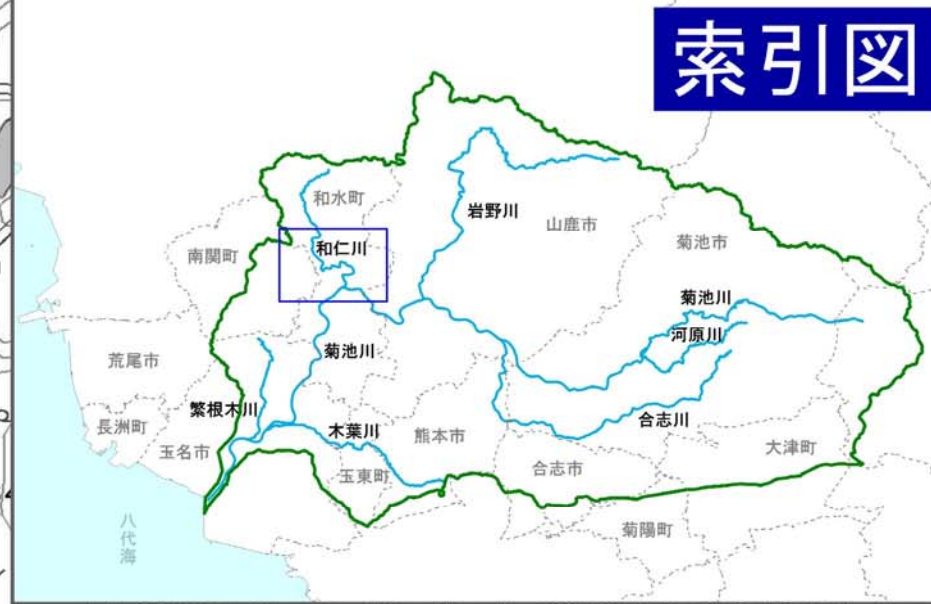 索引図
和水町
岩野川
山鹿市
菊池市
南関町
和仁川
菊池川
河原川
菊池川
荒尾市
繁根木川
長洲町
玉名市
木葉川
熊本市
合志川
大津町
玉東町
合志市
八代海
菊陽町